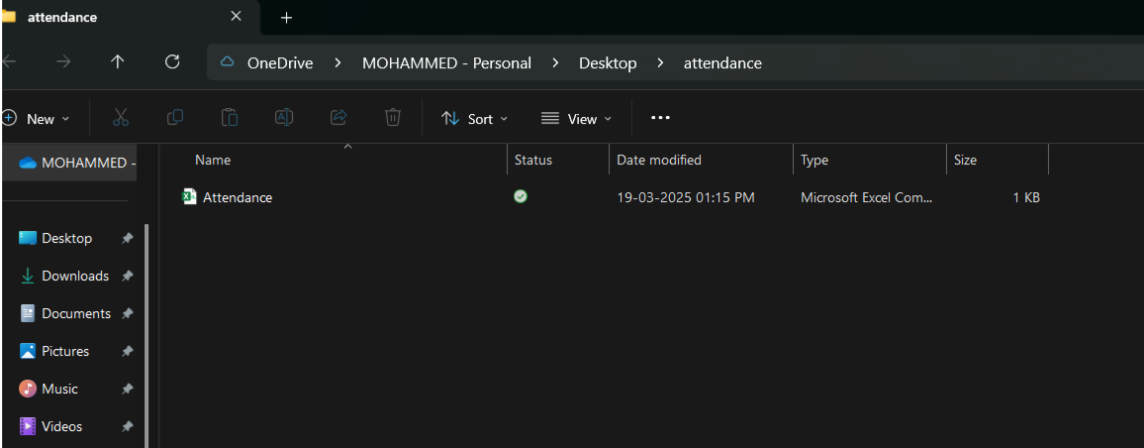 attendance
OneDrive > MOHAMMED - Personal > Desktop > attendance
New Sort View
MOHAMMED - Name Status Date modified Type Size
Attendance 19-03-2025 01:15 PM Microsoft Excel Com... 1 KB
Desktop
Downloads
Documents
Pictures
Music
Videos